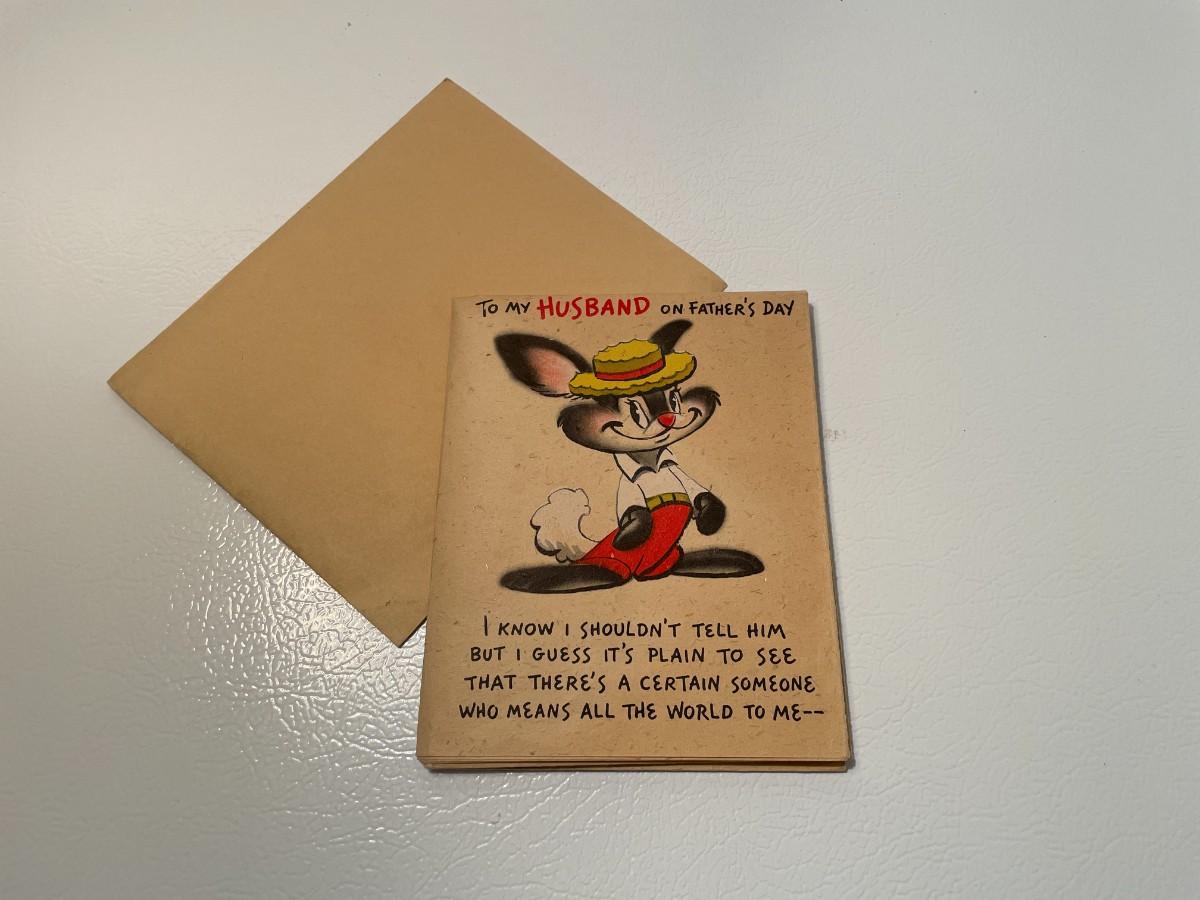 To my HUSBAND ON FATHER'S DAY
I KNOW I SHOULDN'T TELL HIM
BUT I GUESS IT'S PLAIN TO SEE
THAT THERE'S A CERTAIN SOMEONE
WHO MEANS ALL THE WORLD TO ME--